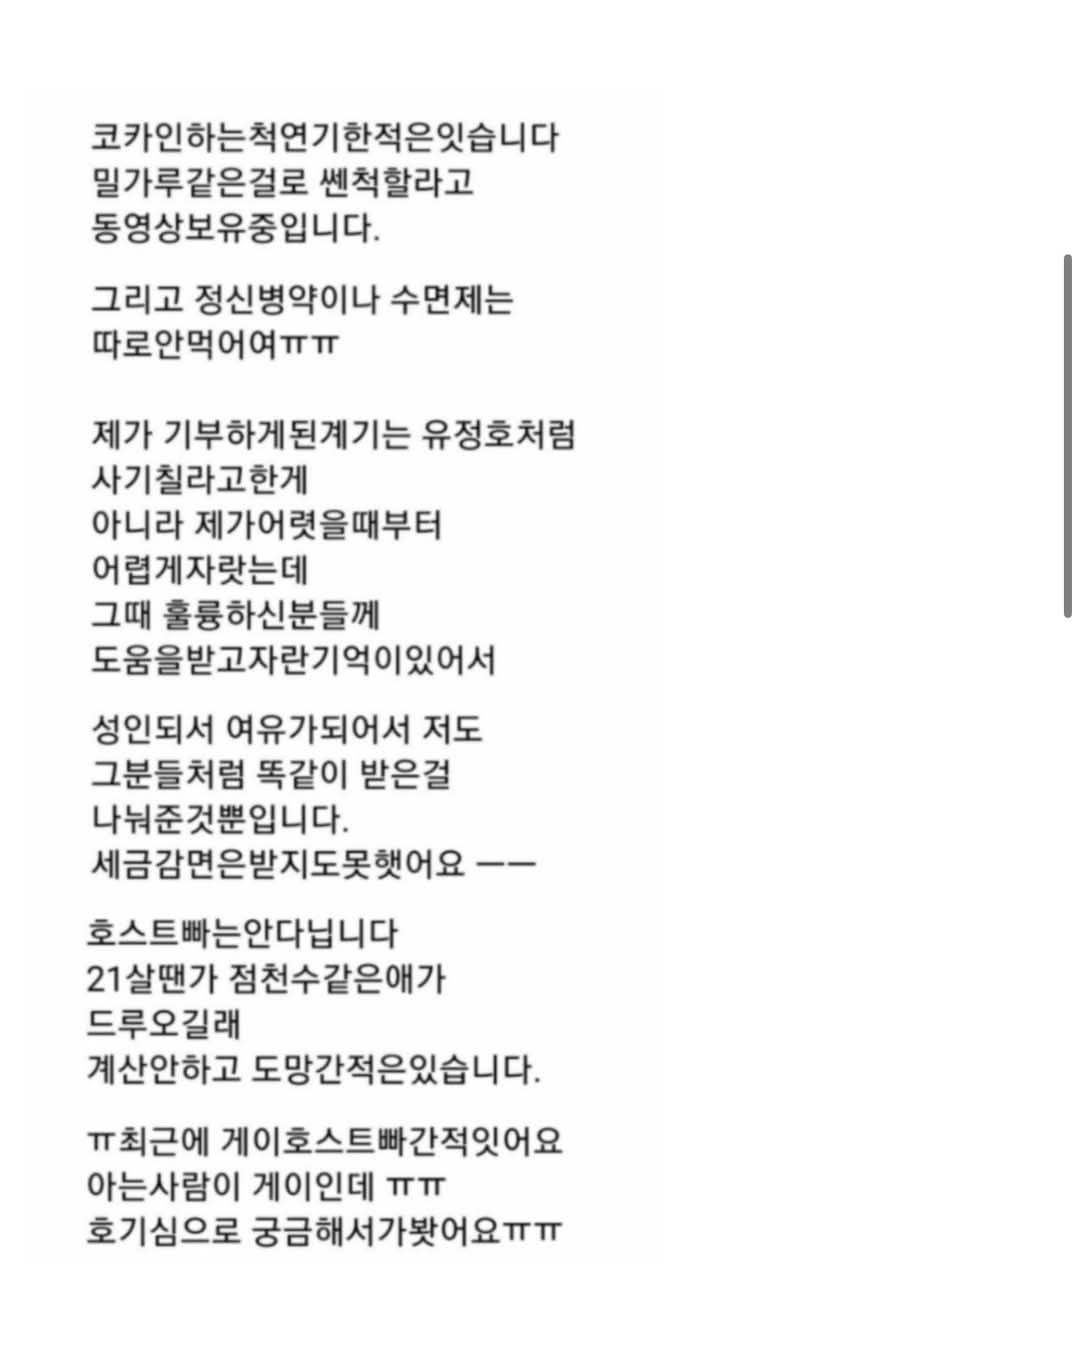 코카인하는척연기한적은잇습니다
밀가루같은걸로 쎈척할라고
동영상보유중입니다.
그리고 정신병약이나 수면제는
따로안먹어여ㅠㅠ
제가 기부하게된계기는 유정호처럼
사기칠라고한게
아니라 제가어렷을때부터
어렵게자랏는데
그때 훌륭하신분들께
도움을받고자란기억이있어서
성인되서 여유가되어서 저도
그분들처럼 똑같이 받은걸
나눠준것뿐입니다.
세금감면은받지도못햇어요 ㅡㅡ
호스트빠는안다닙니다
21살땐가 점천수같은애가
드루오길래
계산안하고 도망간적은있습니다.
ㅠ최근에 게이호스트빠간적잇어요
아는사람이 게이인데 ㅠㅠ
호기심으로 궁금해서가봣어요ㅠㅠ